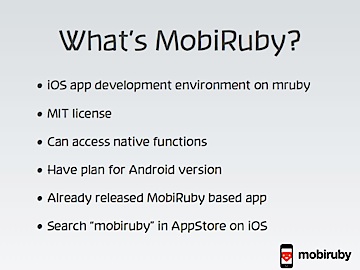 What's MobiRuby?
• iOS app development environment on mruby
• MIT license
• Can access native functions
• Have plan for Android version
• Already released MobiRuby based app
• Search "mobiruby" in AppStore on iOS
mobiruby